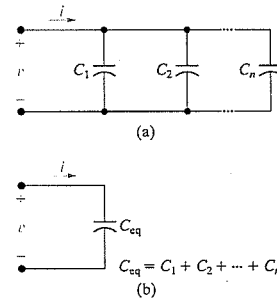 i
+
v
−
C1 C2 ... Cn
(a)
i
+
v
−
Ceq
Ceq = C1 + C2 + ··· + Cn
(b)